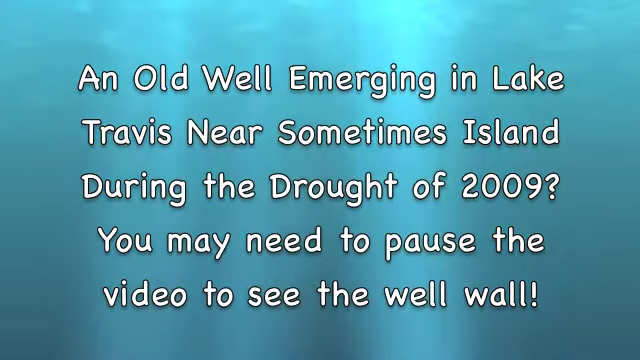 An Old Well Emerging in Lake
Travis Near Sometimes Island
During the Drought of 2009?
You may need to pause the
video to see the well wall!